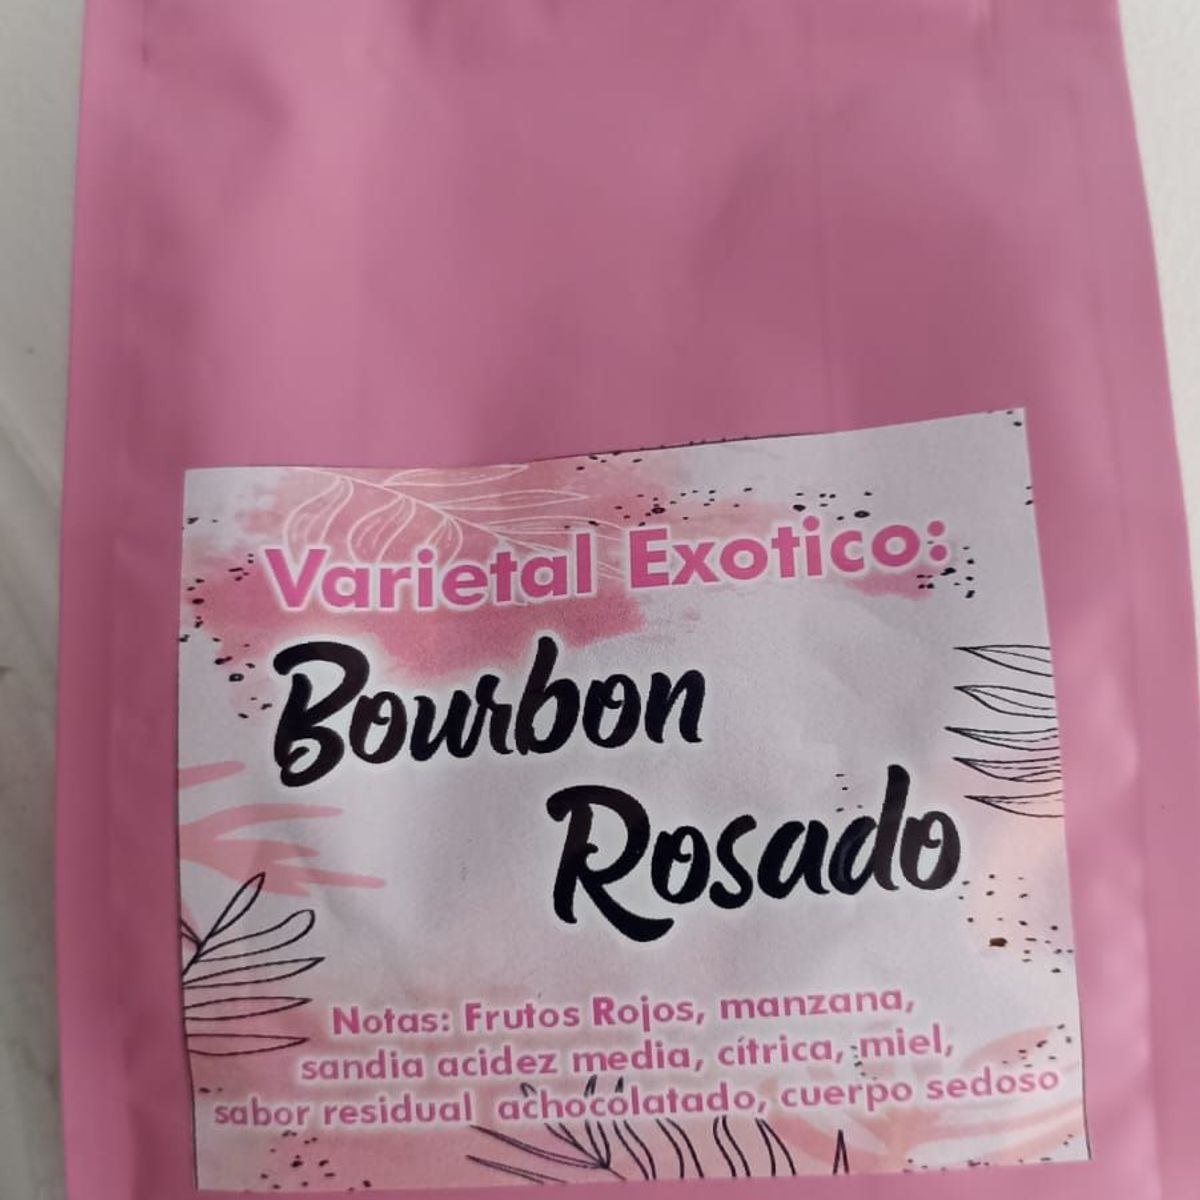 Varietal Exotico:
Bourbon
Rosado
Notas: Frutos Rojos, manzana,
sandia acidez media, cítrica, miel,
sabor residual achocolatado, cuerpo sedoso